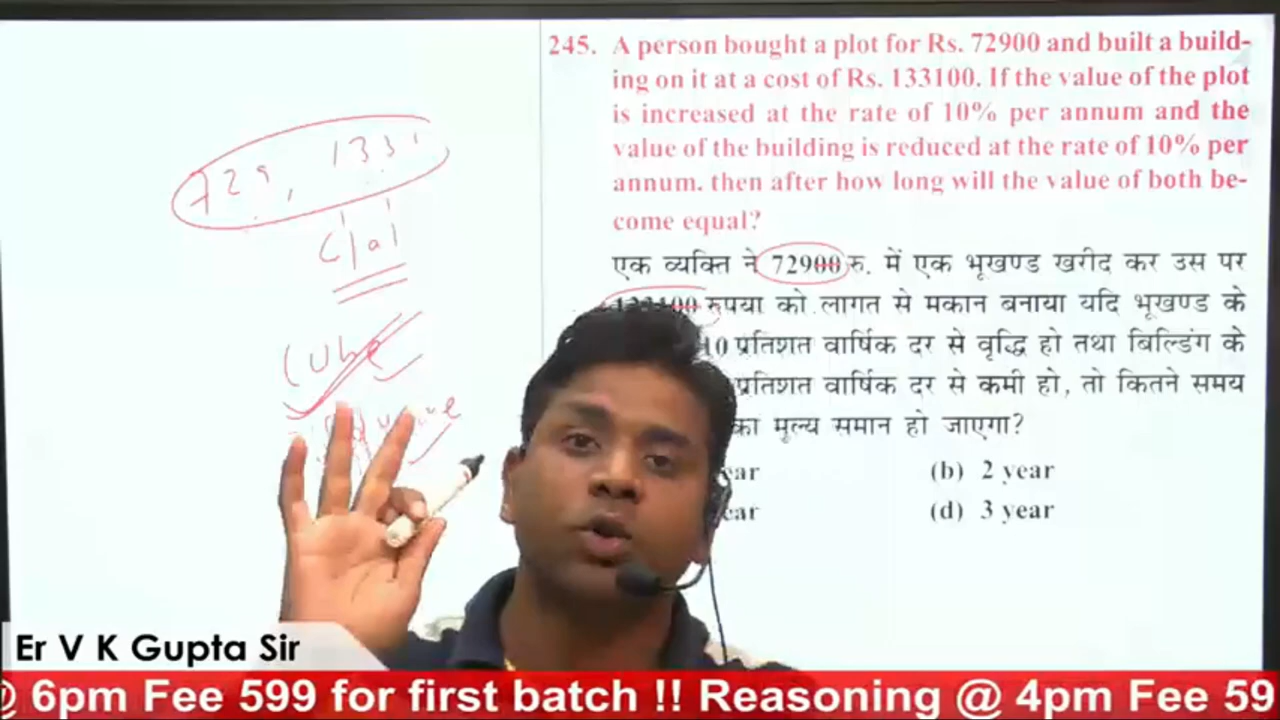 245. A person bought a plot for Rs. 72900 and built a build-
ing on it at a cost of Rs. 133100. If the value of the plot
is increased at the rate of 10% per annum and the
value of the building is reduced at the rate of 10% per
annum. then after how long will the value of both be-
come equal?
एक व्यक्ति ने 72900 रु. में एक भूखण्ड खरीद कर उस पर
रुपया को लागत से मकान बनाया यदि भूखण्ड के
10 प्रतिशत वार्षिक दर से वृद्धि हो तथा बिल्डिंग के
प्रतिशत वार्षिक दर से कमी हो, तो कितने समय
का मूल्य समान हो जाएगा?
(b) 2 year
(d) 3 year
729, 1331
Cube
Er V K Gupta Sir
@ 6pm Fee 599 for first batch !! Reasoning @ 4pm Fee 59